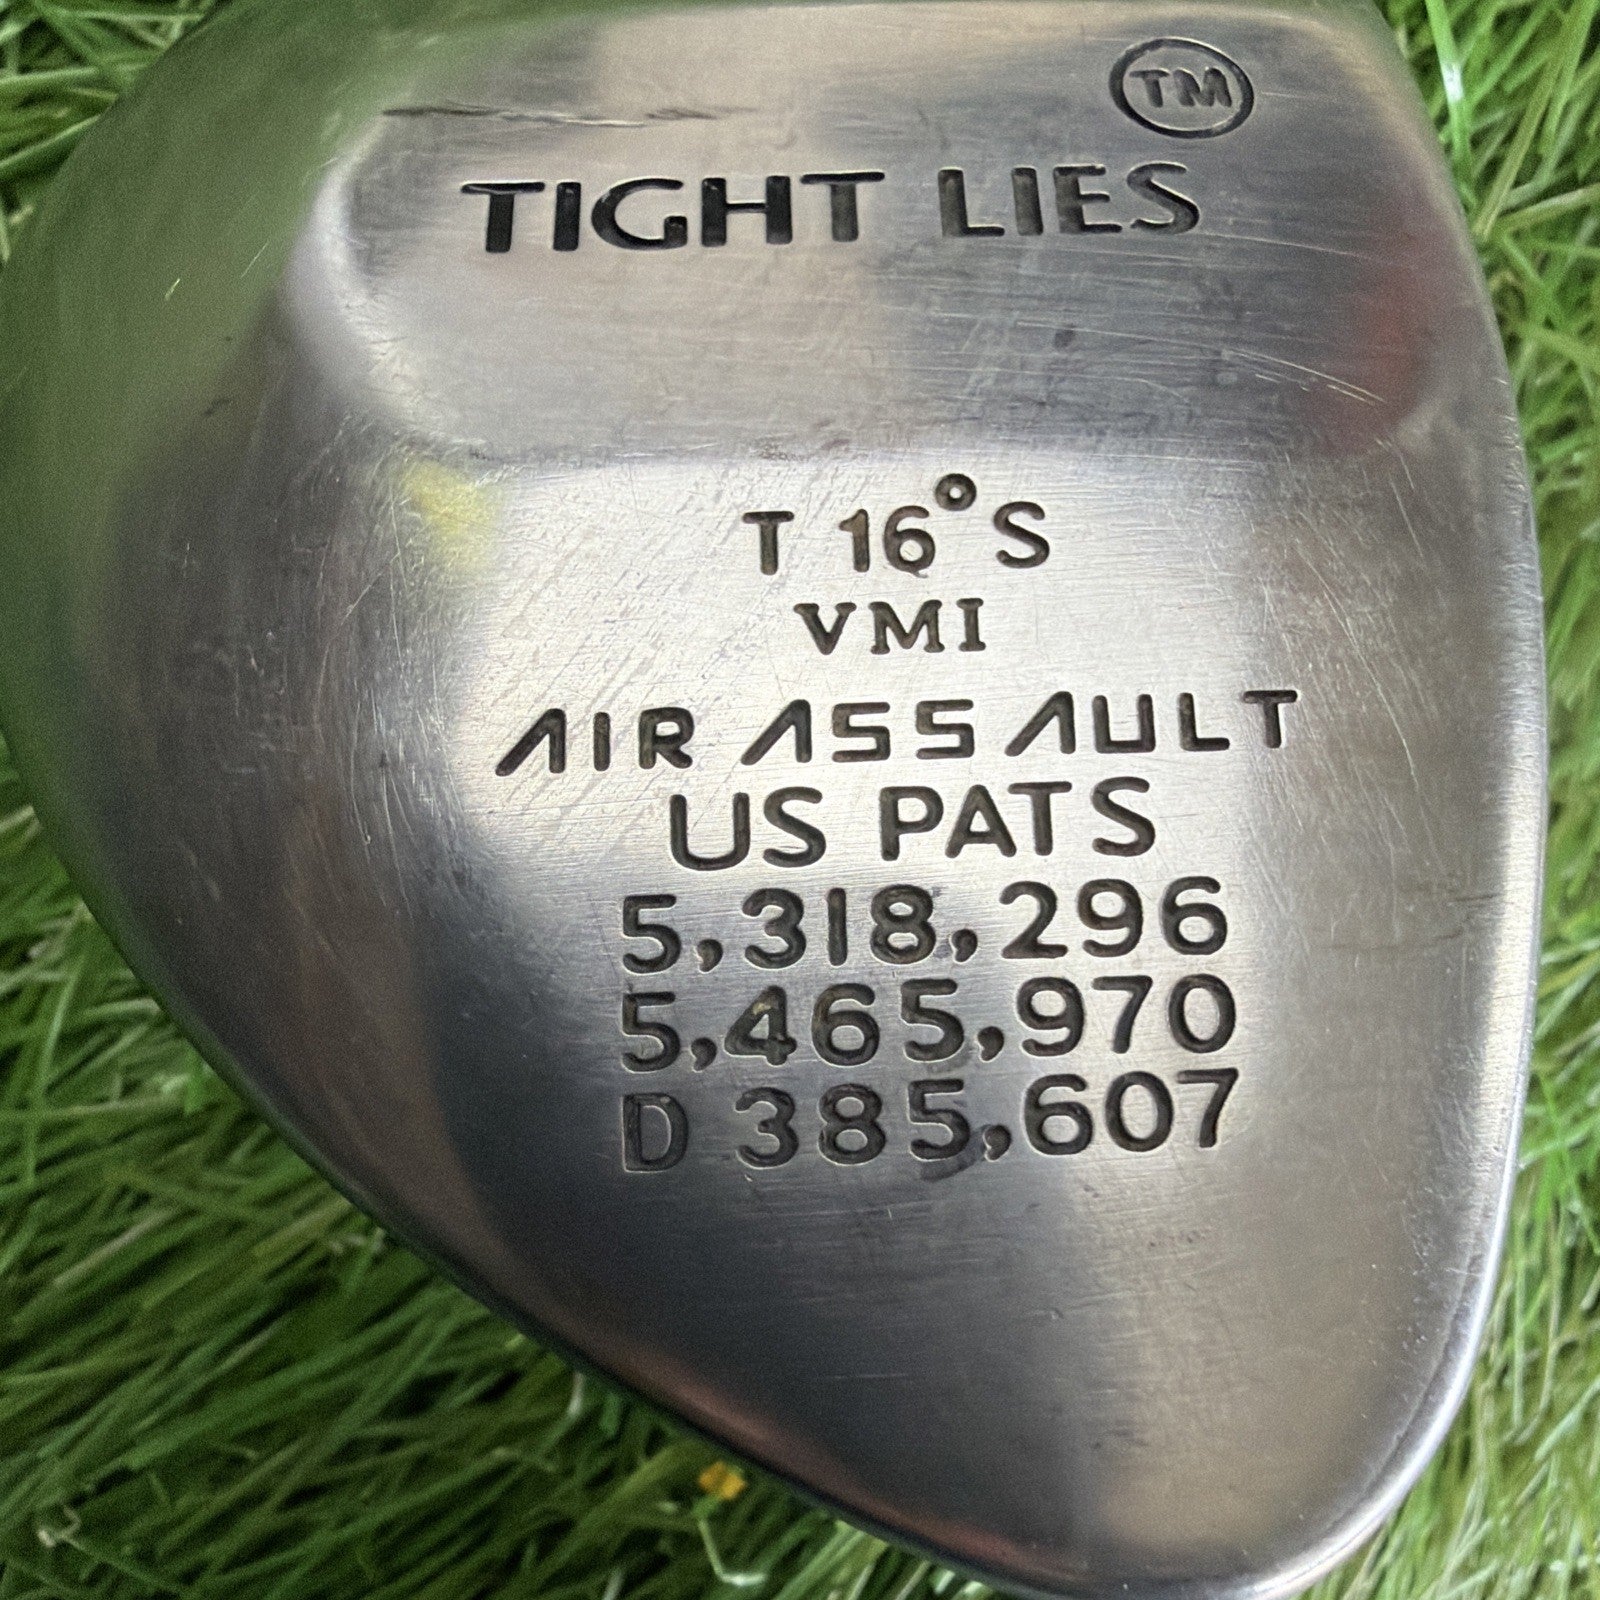 TM
TIGHT LIES
T 16° S
VMI
AIR ASSAULT
US PATS
5,318,296
5,465,970
D 385,607